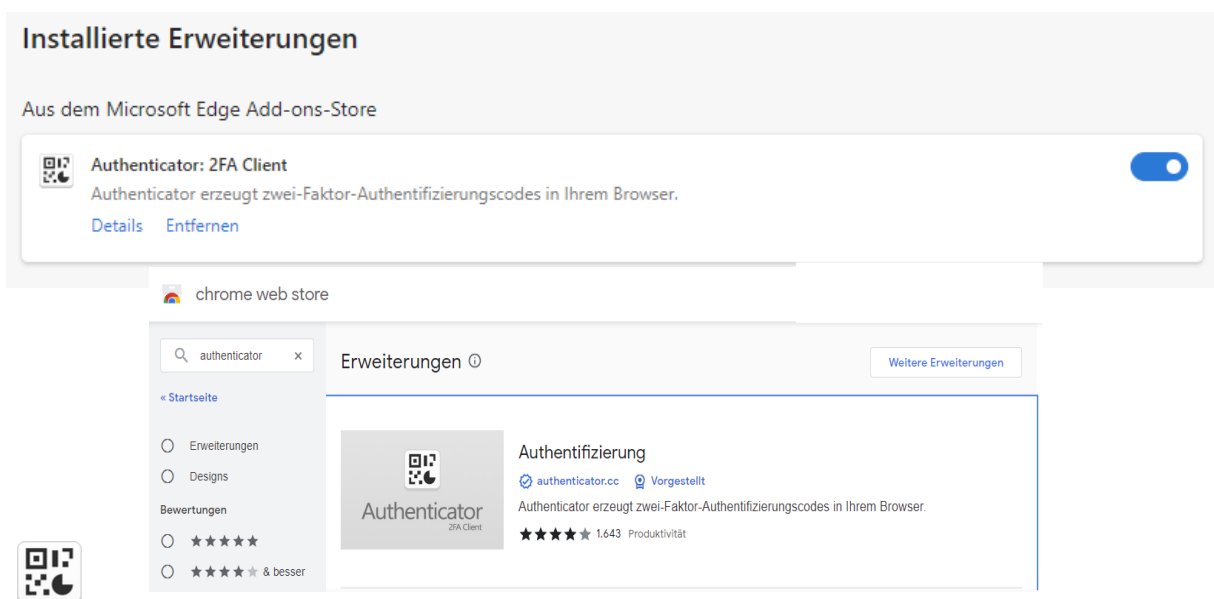 Installierte Erweiterungen
Aus dem Microsoft Edge Add-ons-Store
Authenticator: 2FA Client
Authenticator erzeugt zwei-Faktor-Authentifizierungscodes in Ihrem Browser.
Details Entfernen
chrome web store
authenticator x
« Startseite
Erweiterungen
Designs
Bewertungen
& besser
Erweiterungen
Weitere Erweiterungen
Authenticator
2FA Client
Authentifizierung
authenticator.cc Vorgestellt
Authenticator erzeugt zwei-Faktor-Authentifizierungscodes in Ihrem Browser.
1.643 Produktivität